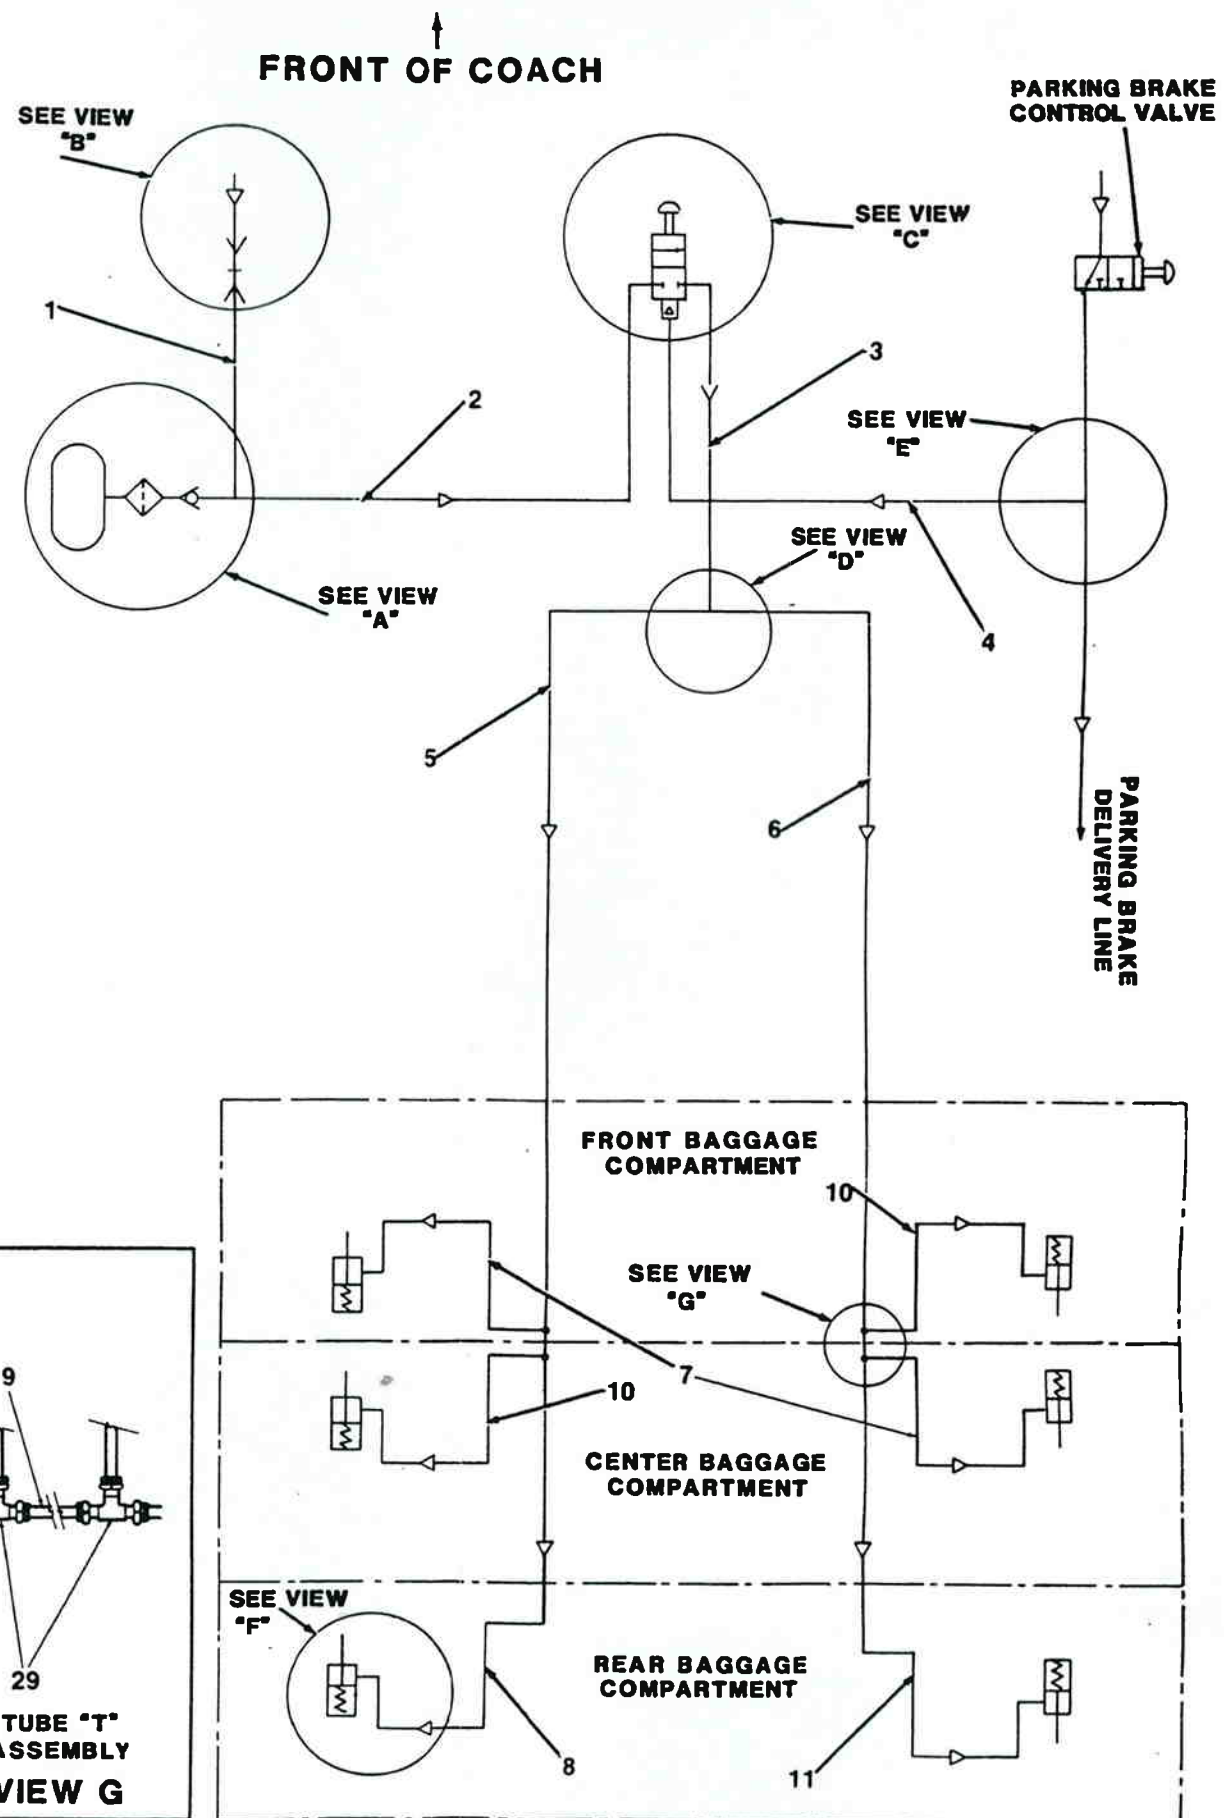 FRONT OF COACH
SEE VIEW
"B"
PARKING BRAKE
CONTROL VALVE
SEE VIEW
"C"
1
3
2
SEE VIEW
"E"
SEE VIEW
"D"
SEE VIEW
"A"
4
5
6
PARKING BRAKE
DELIVERY LINE
FRONT BAGGAGE
COMPARTMENT
10
SEE VIEW
"G"
7
10
9
CENTER BAGGAGE
COMPARTMENT
SEE VIEW
"F"
REAR BAGGAGE
COMPARTMENT
29
TUBE "T"
ASSEMBLY
VIEW G
8
11